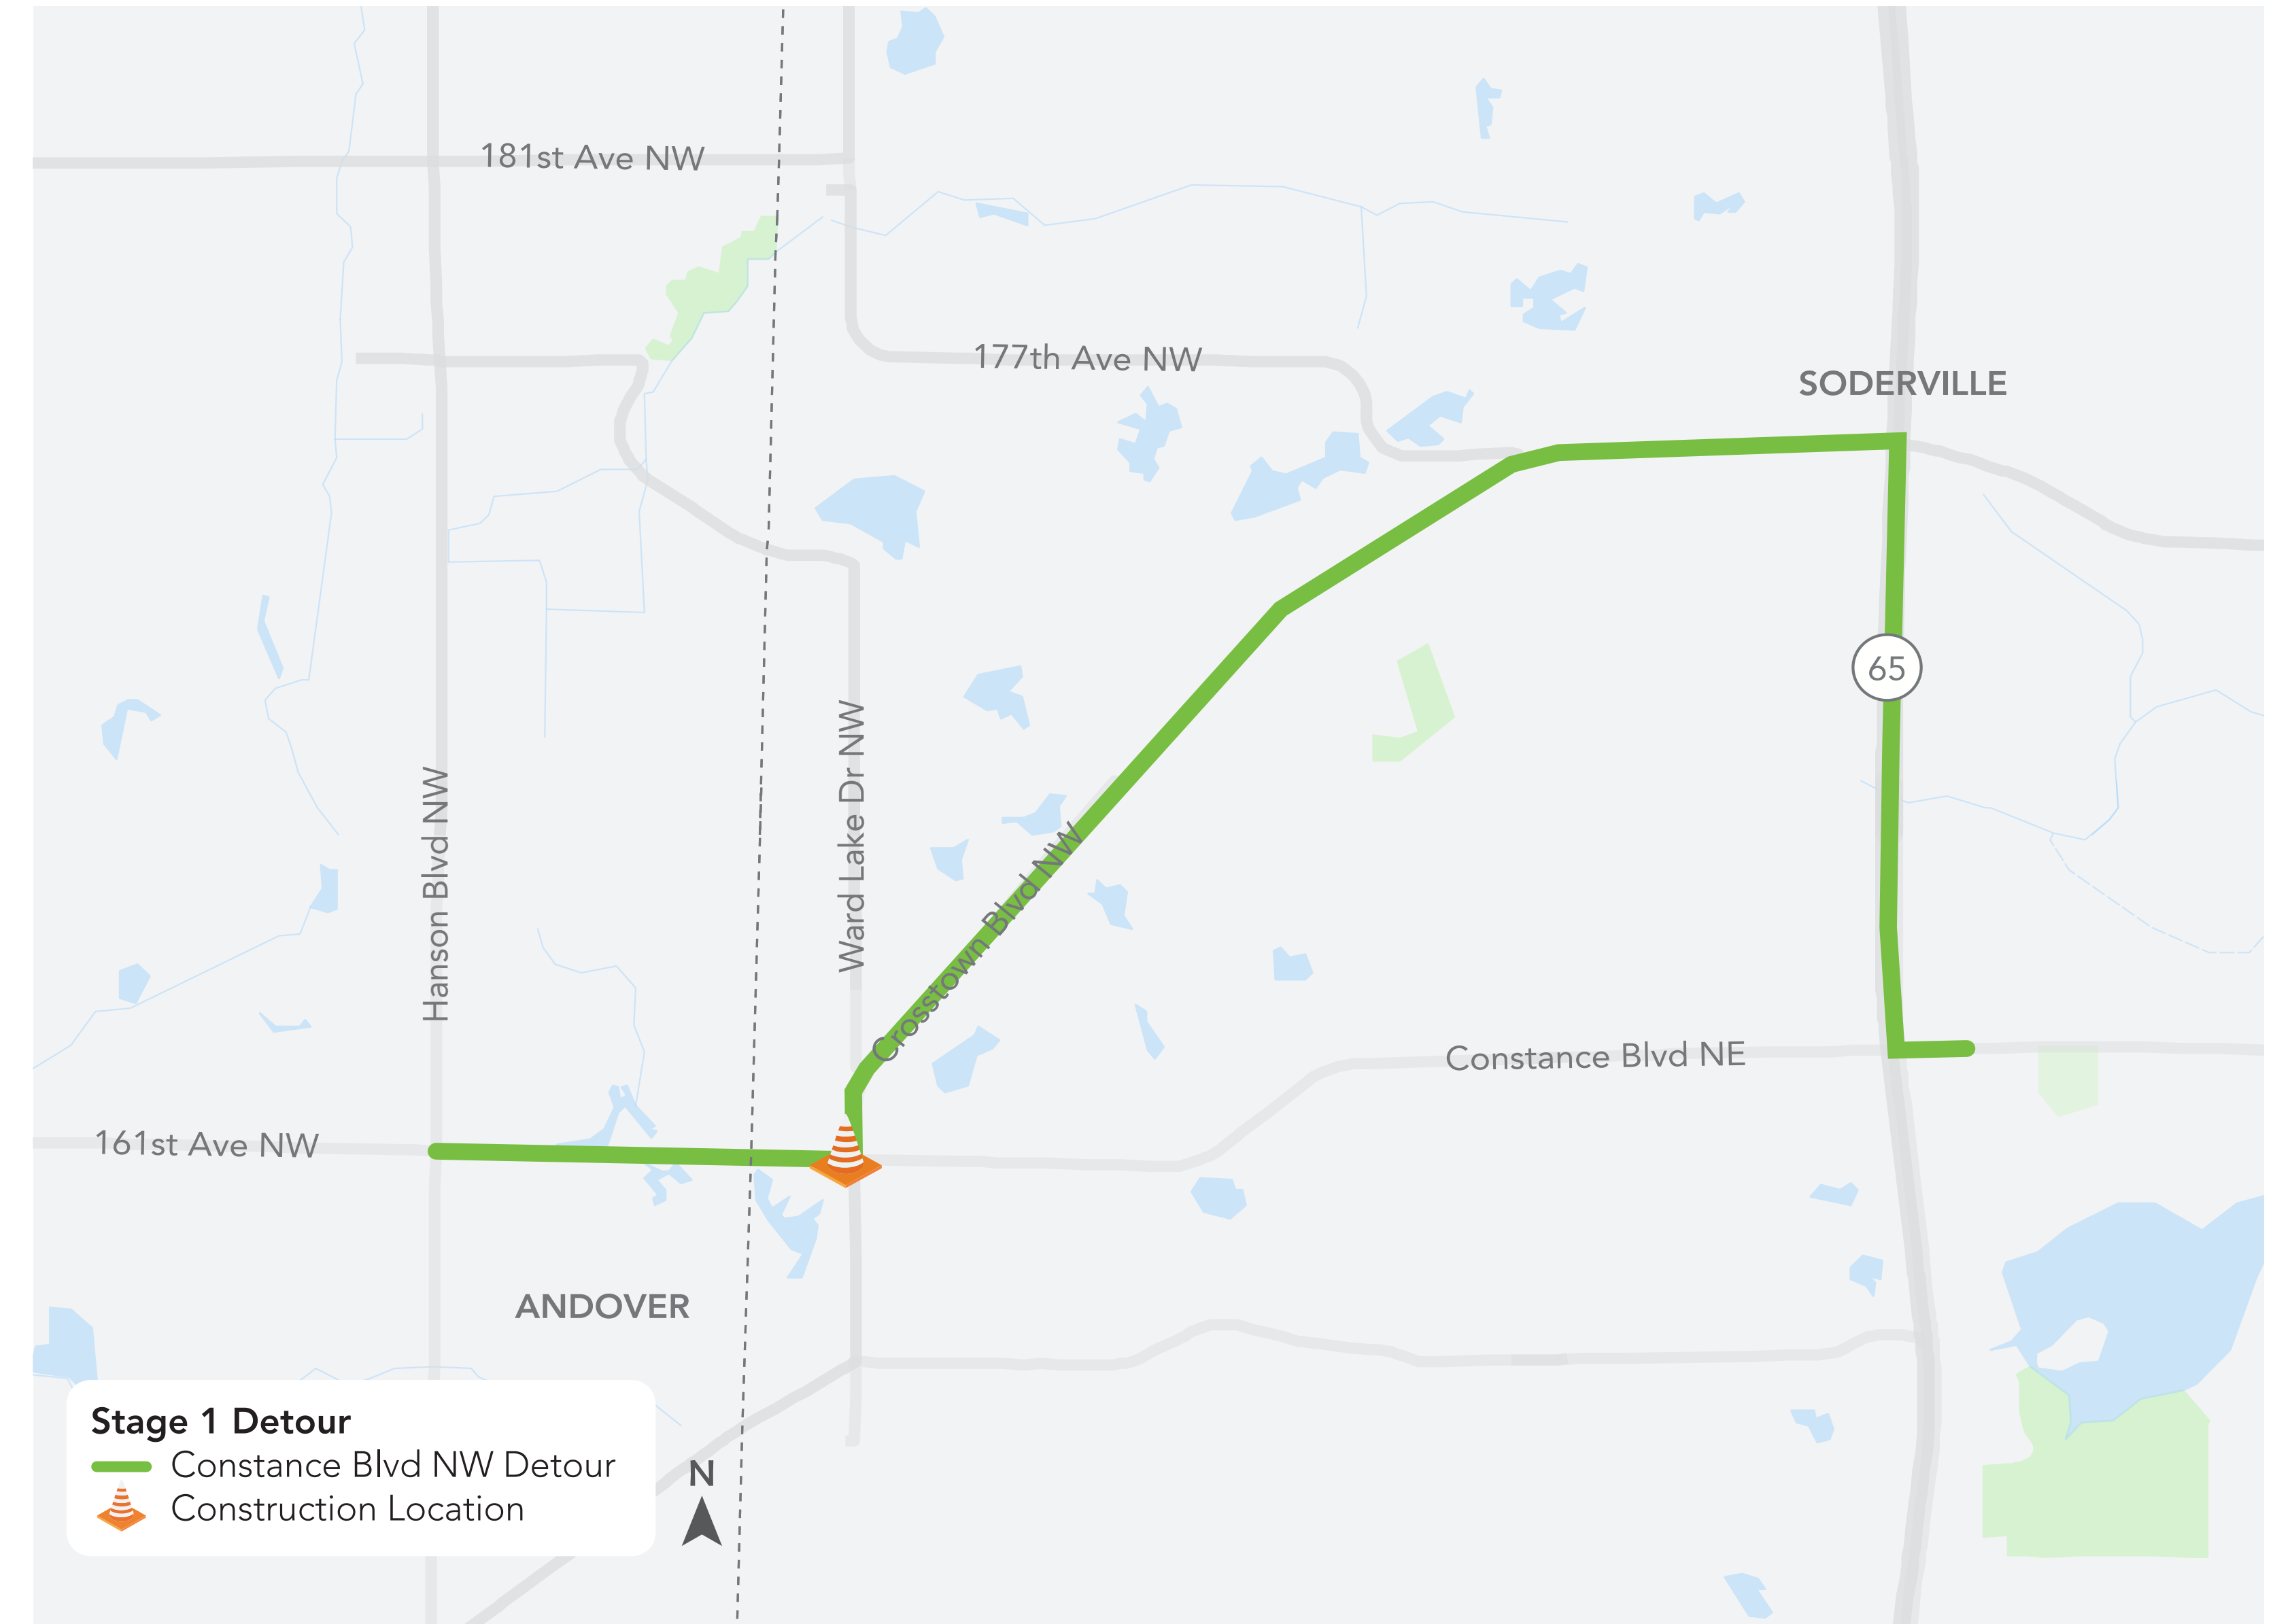 181st Ave NW
177th Ave NW
SODERVILLE
65
Hanson Blvd NW
Ward Lake Dr NW
Crosstown Blvd NW
Constance Blvd NE
161st Ave NW
ANDOVER
Stage 1 Detour
Constance Blvd NW Detour
Construction Location
N